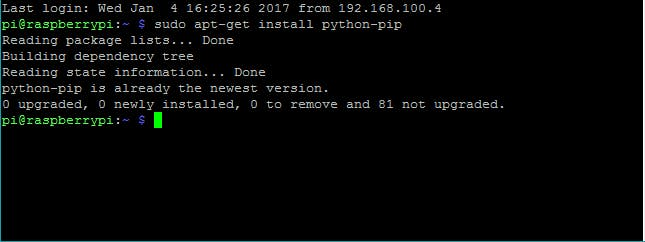 Last login: Wed Jan  4 16:25:26 2017 from 192.168.100.4
pi@raspberrypi:~ $ sudo apt-get install python-pip
Reading package lists... Done
Building dependency tree
Reading state information... Done
python-pip is already the newest version.
0 upgraded, 0 newly installed, 0 to remove and 81 not upgraded.
pi@raspberrypi:~ $